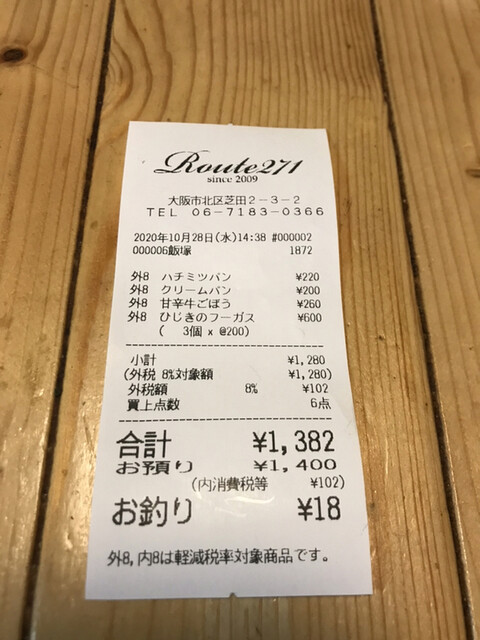 Route271
since 2009
大阪市北区芝田2-3-2
TEL 06-7183-0366
2020年10月28日(水)14:38 #000002
000006飯塚 1872
外8 ハチミツパン ¥220
外8 クリームパン ¥200
外8 甘辛牛ごぼう ¥260
外8 ひじきのフーガス ¥600
( 3個 x @200)
小計 ¥1,280
(外税 8%対象額 ¥1,280)
外税額 8% ¥102
買上点数 6点
合計 ¥1,382
お預り ¥1,400
(内消費税等 ¥102)
お釣り ¥18
外8,内8は軽減税率対象商品です。